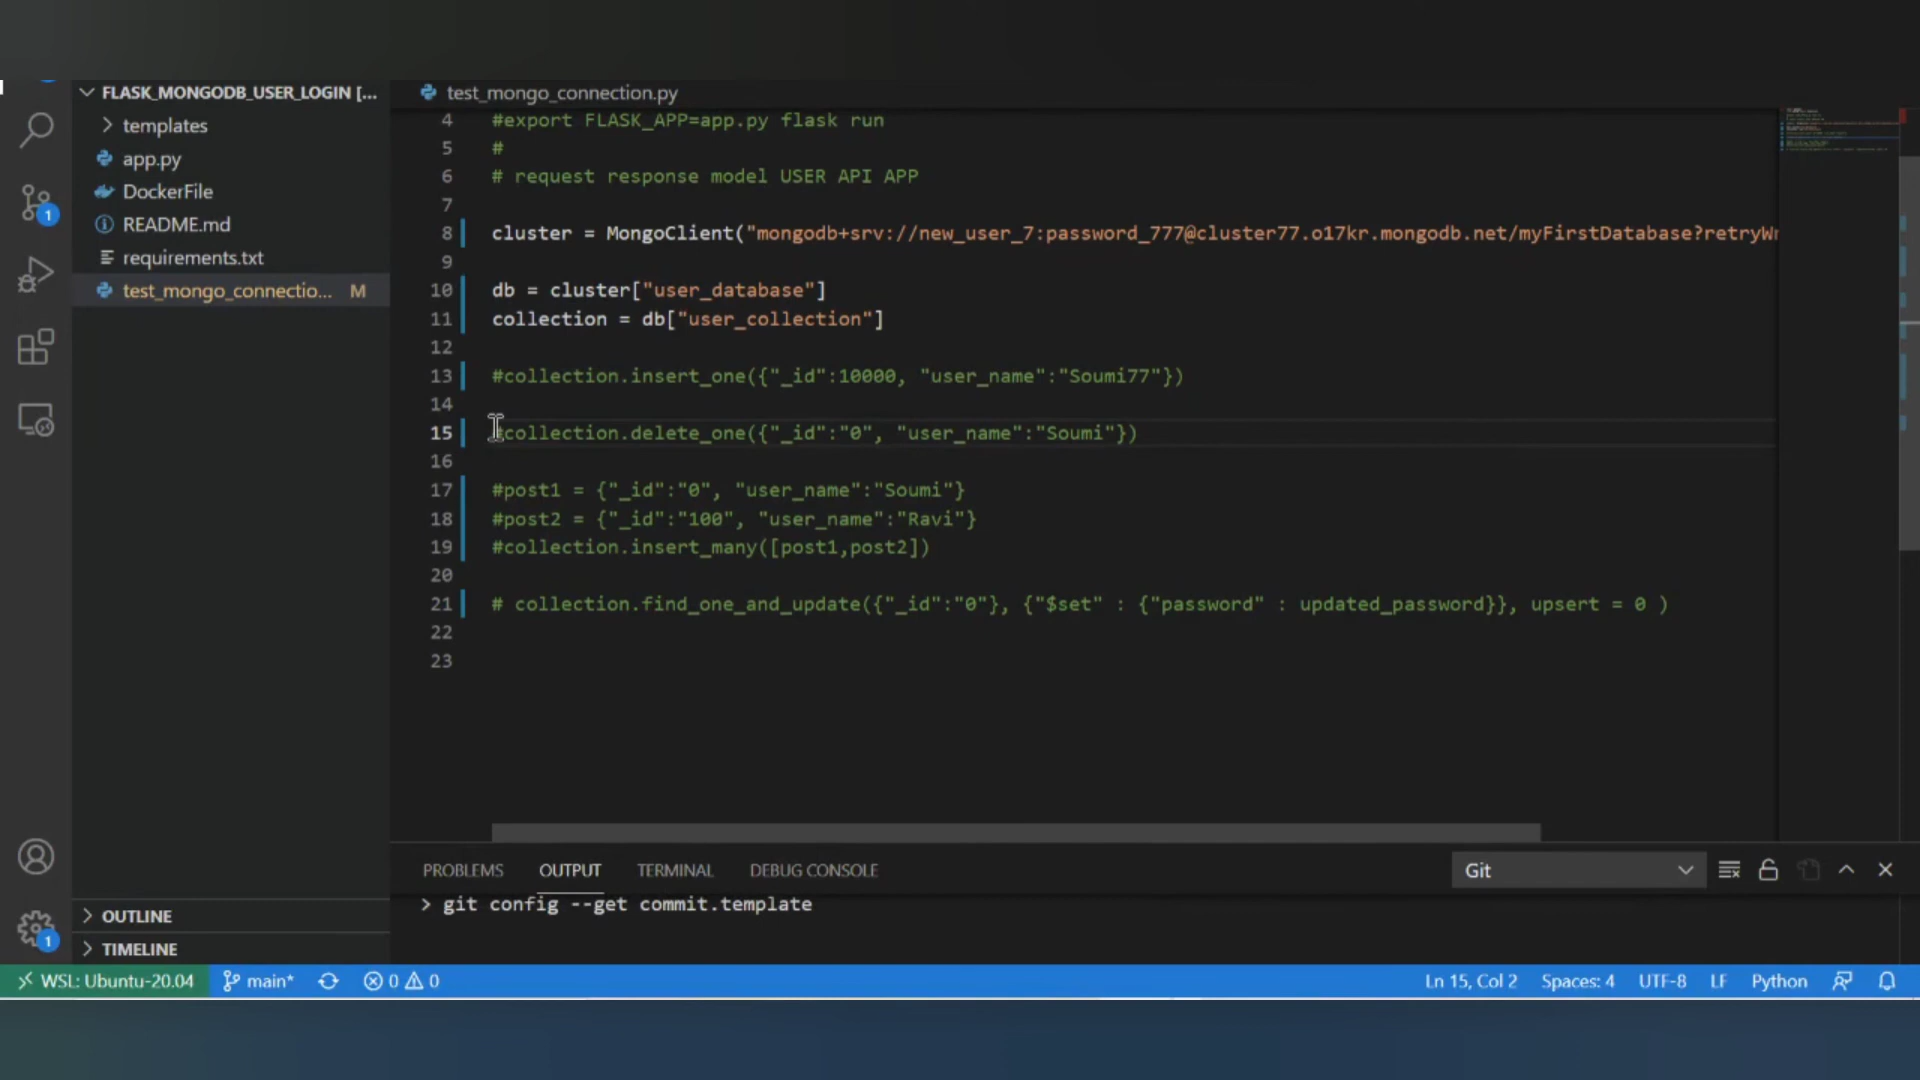 FLASK_MONGODB_USER_LOGIN [...
templates
app.py
DockerFile
README.md
requirements.txt
test_mongo_connectio... M
OUTLINE
TIMELINE
1
1
test_mongo_connection.py
4 #export FLASK_APP=app.py flask run
5 #
6 # request response model USER API APP
7
8 cluster = MongoClient("mongodb+srv://new_user_7:password_777@cluster77.o17kr.mongodb.net/myFirstDatabase?retryWr
9
10 db = cluster["user_database"]
11 collection = db["user_collection"]
12
13 #collection.insert_one({"_id":10000, "user_name":"Soumi77"})
14
15 #collection.delete_one({"_id":"0", "user_name":"Soumi"})
16
17 #post1 = {"_id":"0", "user_name":"Soumi"}
18 #post2 = {"_id":"100", "user_name":"Ravi"}
19 #collection.insert_many([post1,post2])
20
21 # collection.find_one_and_update({"_id":"0"}, {"$set" : {"password" : updated_password}}, upsert = 0 )
22
23
PROBLEMS OUTPUT TERMINAL DEBUG CONSOLE Git
> git config --get commit.template
WSL: Ubuntu-20.04 main* 0 0 Ln 15, Col 2 Spaces: 4 UTF-8 LF Python